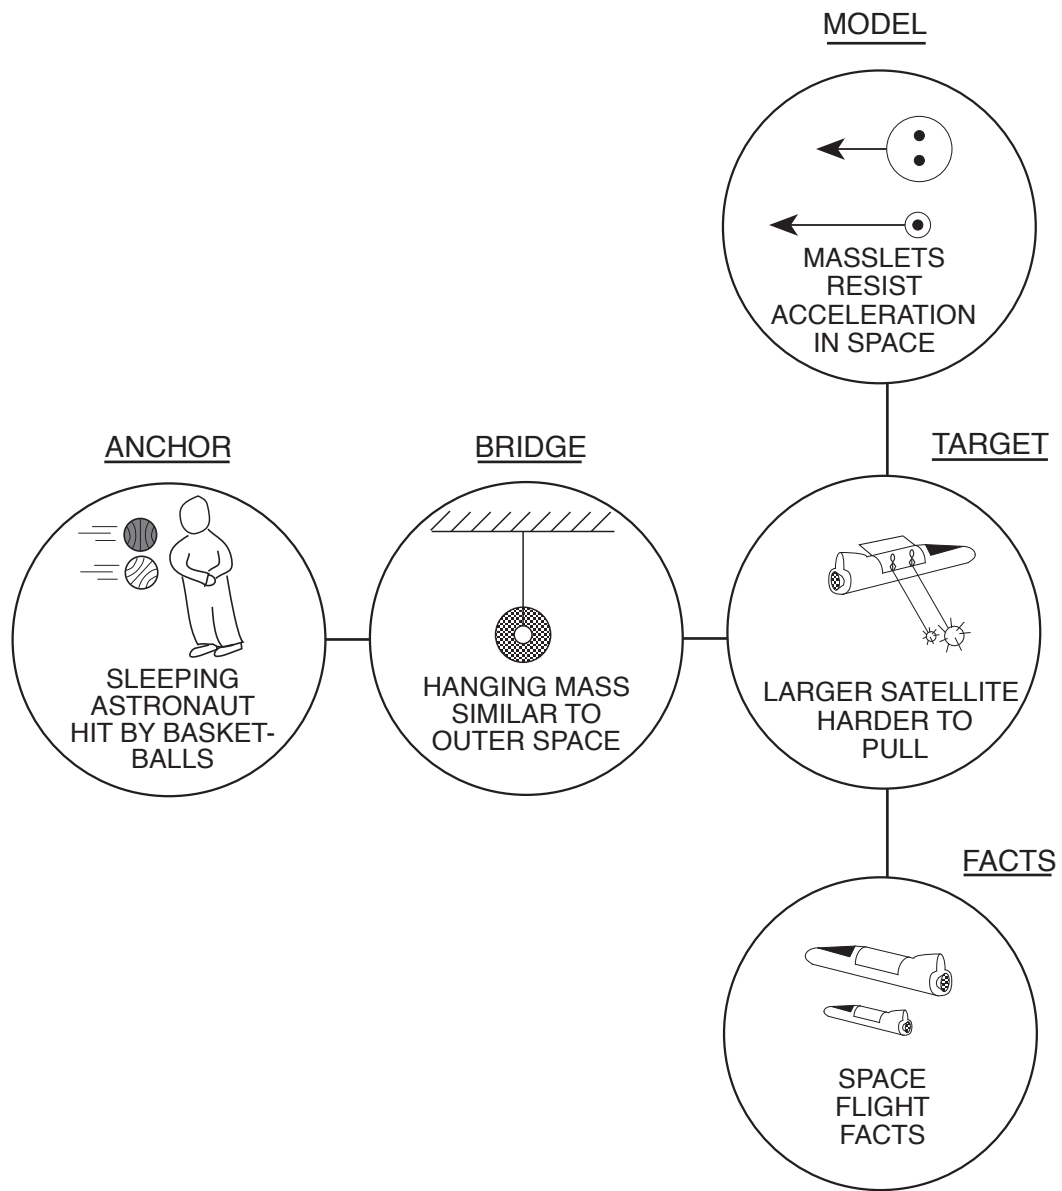 MODEL
MASSLETS
RESIST
ACCELERATION
IN SPACE
ANCHOR
SLEEPING
ASTRONAUT
HIT BY BASKET-
BALLS
BRIDGE
HANGING MASS
SIMILAR TO
OUTER SPACE
TARGET
LARGER SATELLITE
HARDER TO
PULL
FACTS
SPACE
FLIGHT
FACTS